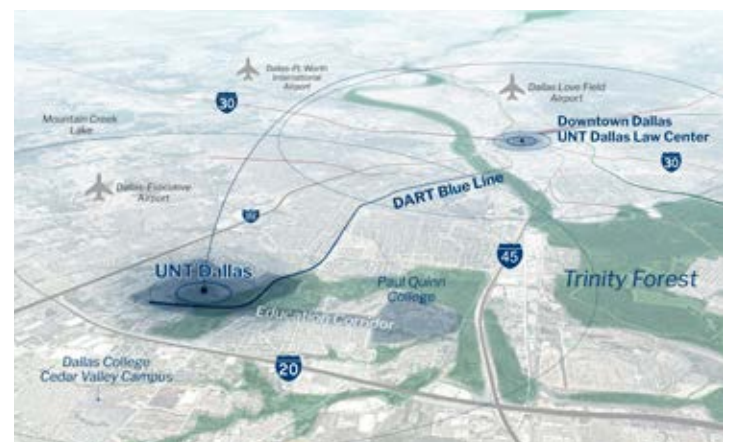 Dallas-Ft. Worth
International
Airport
Dallas Love Field
Airport
30
Mountain Creek
Lake
Downtown Dallas
UNT Dallas Law Center
30
Dallas Executive
Airport
DART Blue Line
UNT Dallas
45
Paul Quinn
College
Trinity Forest
Education Corridor
Dallas College
Cedar Valley Campus
20